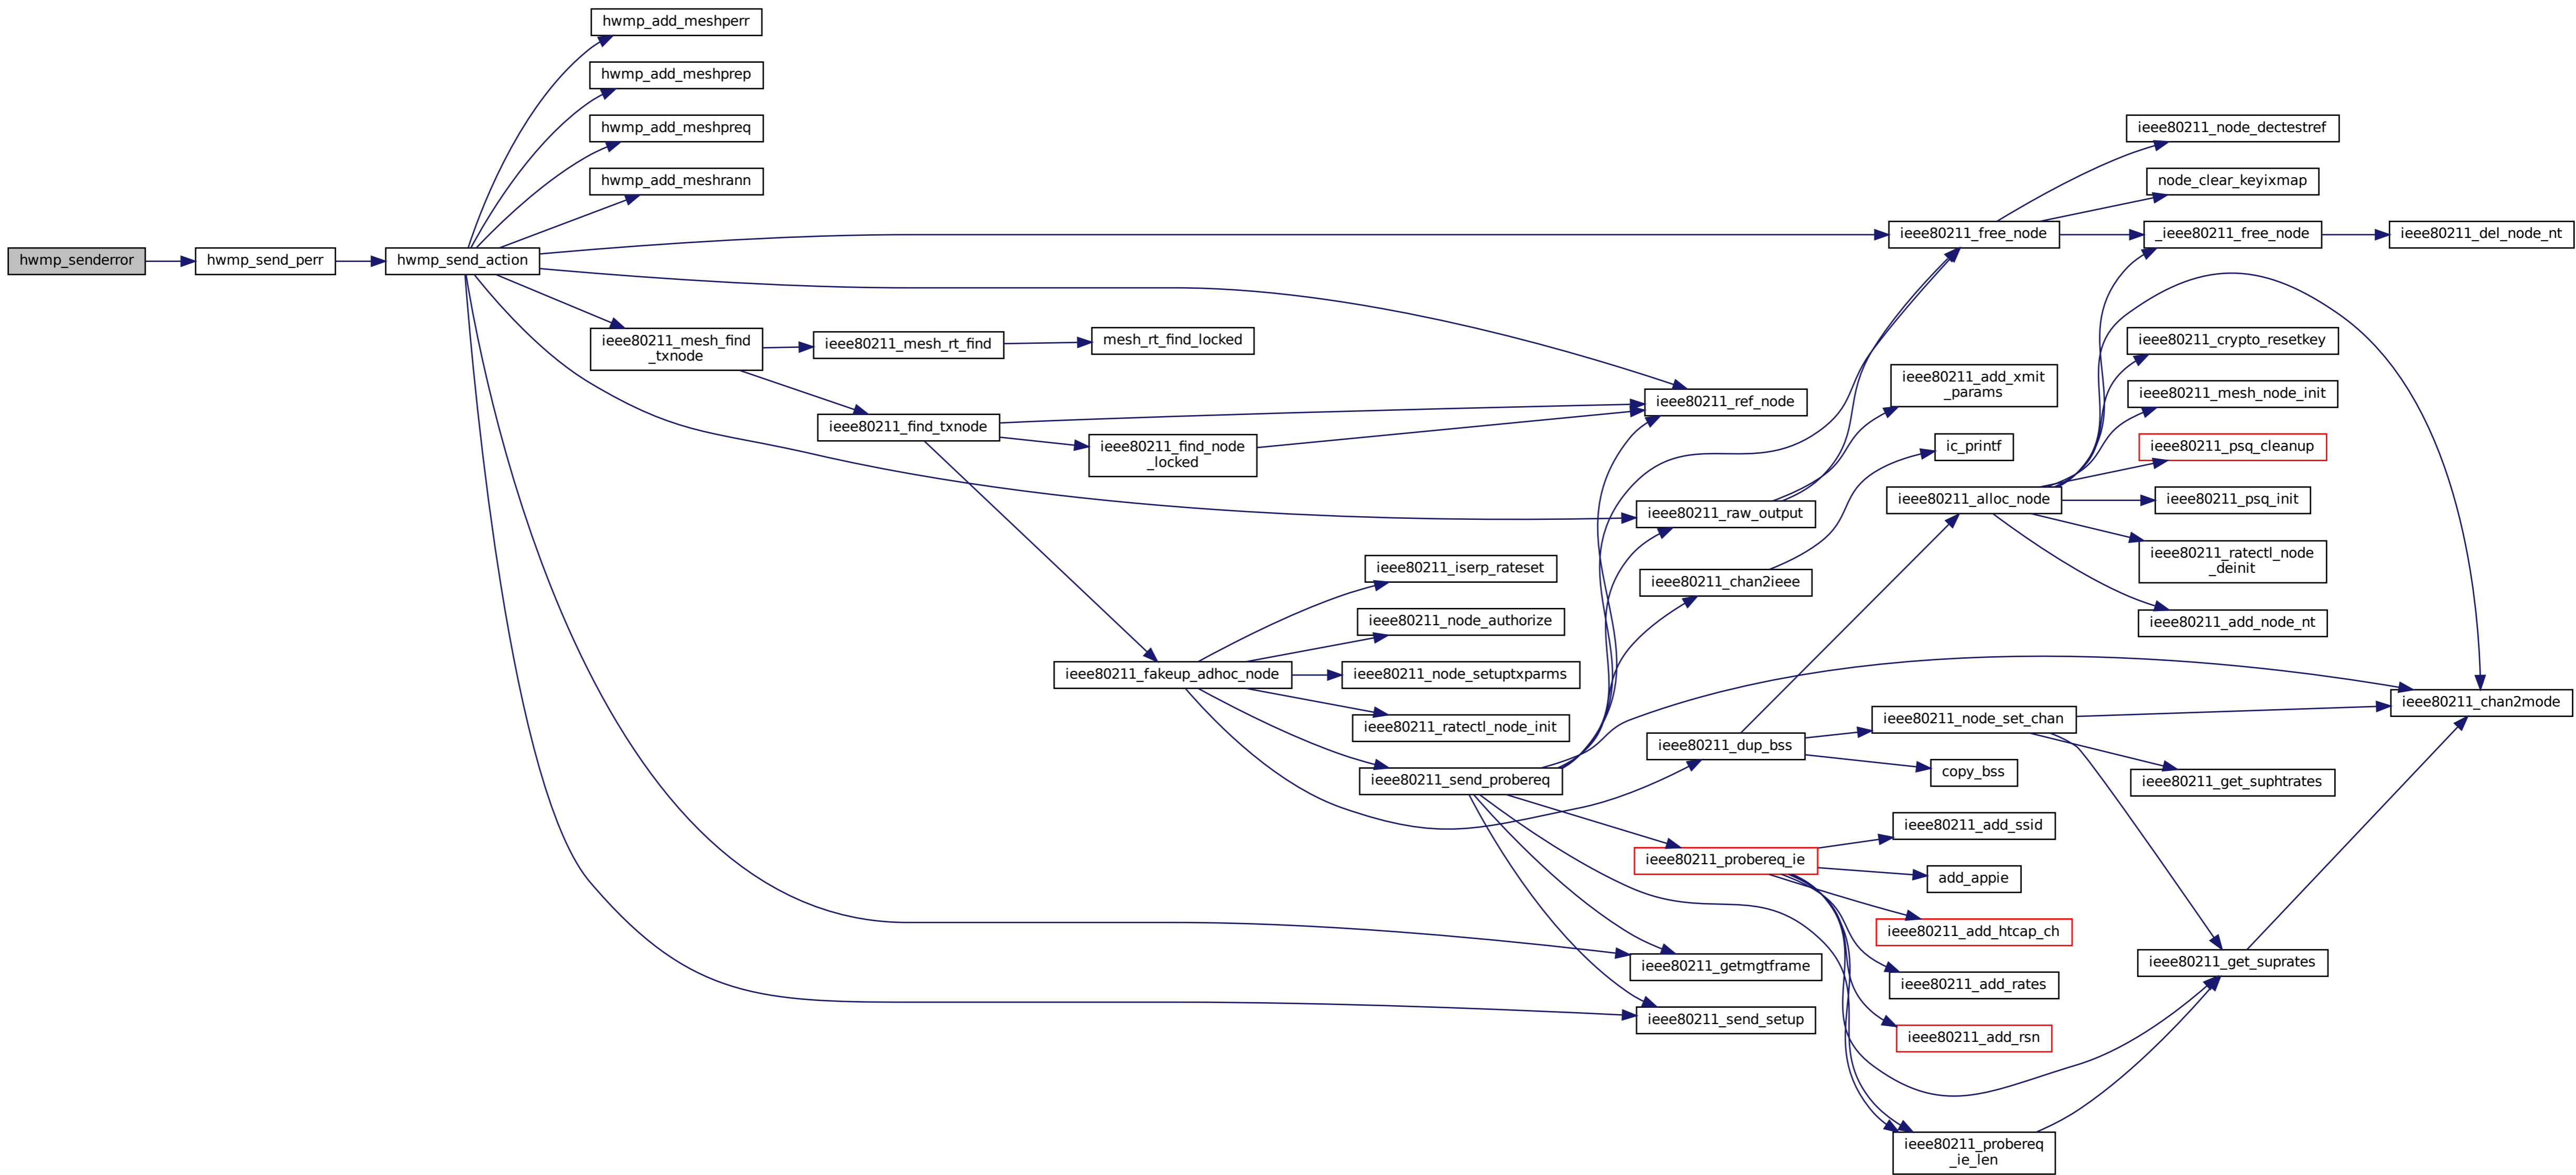 hwmp_senderror
hwmp_send_perr
hwmp_send_action
hwmp_add_meshperr
hwmp_add_meshprep
hwmp_add_meshpreq
hwmp_add_meshrann
ieee80211_mesh_find
_txnode
ieee80211_mesh_rt_find
mesh_rt_find_locked
ieee80211_find_txnode
ieee80211_find_node
_locked
ieee80211_fakeup_adhoc_node
ieee80211_iserp_rateset
ieee80211_node_authorize
ieee80211_node_setuptxparms
ieee80211_ratectl_node_init
ieee80211_send_probereq
ieee80211_ref_node
ieee80211_raw_output
ieee80211_chan2ieee
ieee80211_dup_bss
ieee80211_probereq_ie
ieee80211_getmgtframe
ieee80211_send_setup
ieee80211_free_node
ieee80211_add_xmit
_params
ic_printf
ieee80211_alloc_node
ieee80211_node_set_chan
copy_bss
ieee80211_add_ssid
add_appie
ieee80211_add_htcap_ch
ieee80211_add_rates
ieee80211_add_rsn
ieee80211_probereq
_ie_len
ieee80211_node_dectestref
node_clear_keyixmap
_ieee80211_free_node
ieee80211_crypto_resetkey
ieee80211_mesh_node_init
ieee80211_psq_cleanup
ieee80211_psq_init
ieee80211_ratectl_node
_deinit
ieee80211_add_node_nt
ieee80211_get_suphtrates
ieee80211_get_suprates
ieee80211_del_node_nt
ieee80211_chan2mode